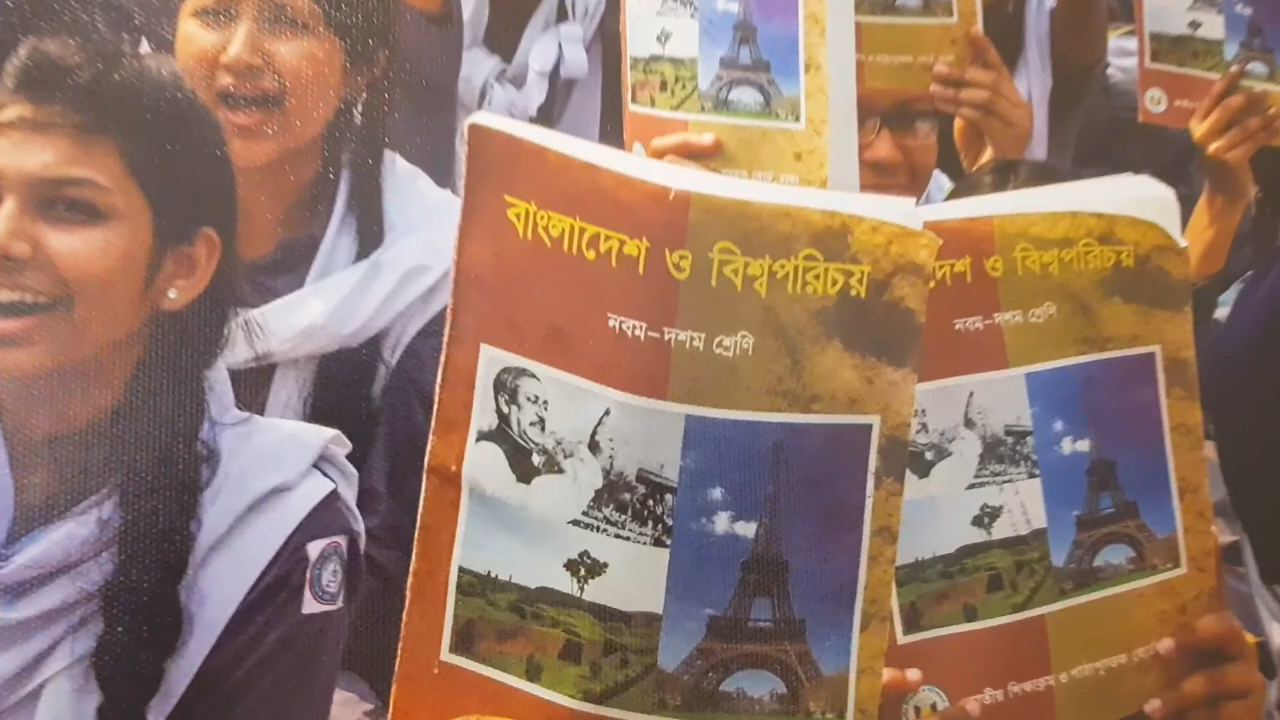 বাংলাদেশ ও বিশ্বপরিচয়
নবম-দশম শ্রেণি
দেশ ও বিশ্বপরিচয়
নবম-দশম শ্রেণি
জাতীয় শিক্ষাক্রম ও পাঠ্যপুস্তক